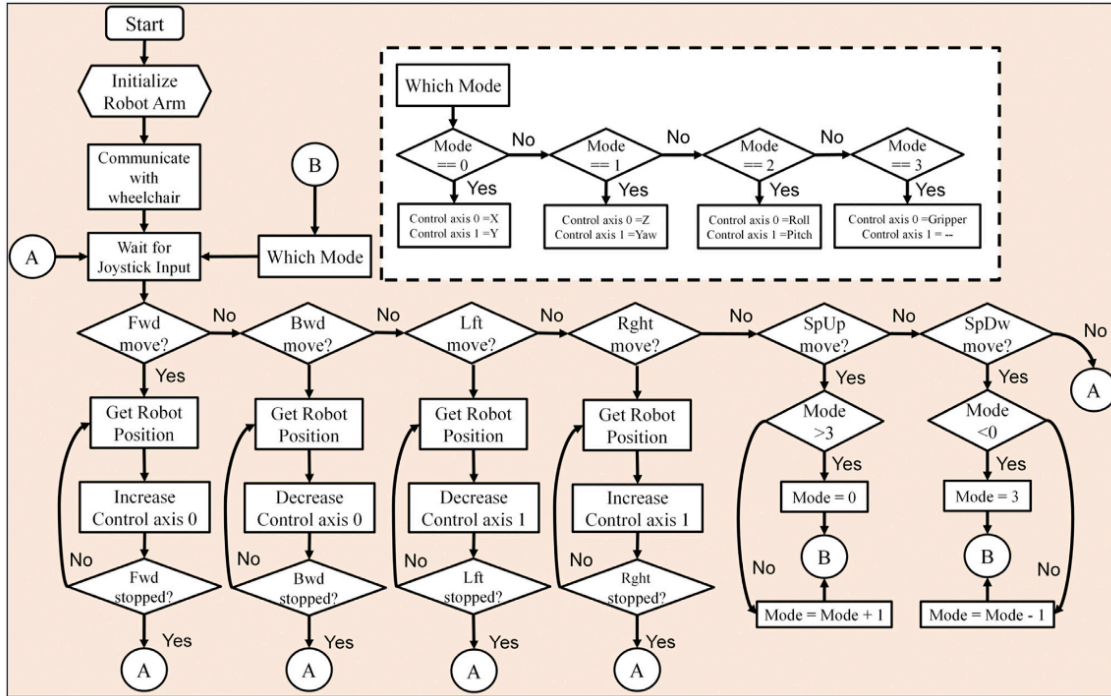 Start
Initialize
Robot Arm
Communicate
with
wheelchair
B
A
Wait for
Joystick Input
Which Mode
Which Mode
Mode
== 0
No
Mode
== 1
No
Mode
== 2
No
Mode
== 3
Yes
Yes
Yes
Yes
Control axis 0 =X
Control axis 1 =Y
Control axis 0 =Z
Control axis 1 =Yaw
Control axis 0 =Roll
Control axis 1 =Pitch
Control axis 0 =Gripper
Control axis 1 = --
Fwd
move?
No
Bwd
move?
No
Lft
move?
No
Rght
move?
No
SpUp
move?
No
SpDw
move?
No
A
Yes
Get Robot
Position
Increase
Control axis 0
No
Fwd
stopped?
Yes
A
Yes
Get Robot
Position
Decrease
Control axis 0
No
Bwd
stopped?
Yes
A
Yes
Get Robot
Position
Decrease
Control axis 1
No
Lft
stopped?
Yes
A
Yes
Get Robot
Position
Increase
Control axis 1
No
Rght
stopped?
Yes
A
Yes
Mode
>3
Yes
Mode = 0
B
No
Mode = Mode + 1
Yes
Mode
<0
Yes
Mode = 3
B
No
Mode = Mode - 1